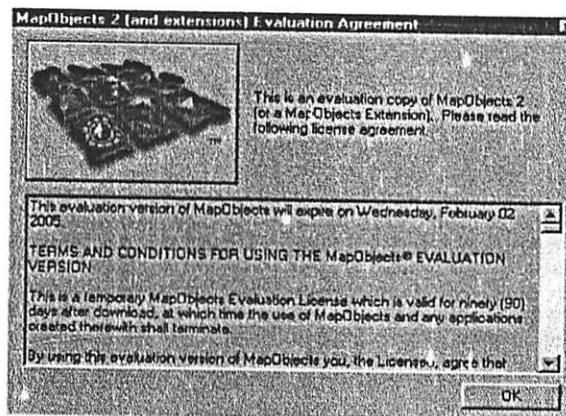 MapObjects 2 (and extensions) Evaluation Agreement
This is an evaluation copy of MapObjects 2
(or a MapObjects Extension). Please read the
following license agreement.
TM
This evaluation version of MapObjects will expire on Wednesday, February 02
2005.
TERMS AND CONDITIONS FOR USING THE MapObjects® EVALUATION
VERSION
This is a temporary MapObjects Evaluation License which is valid for ninety (90)
days after download, at which time the use of MapObjects and any applications
created therewith shall terminate.
By using this evaluation version of MapObjects you, the Licensee, agree that
OK